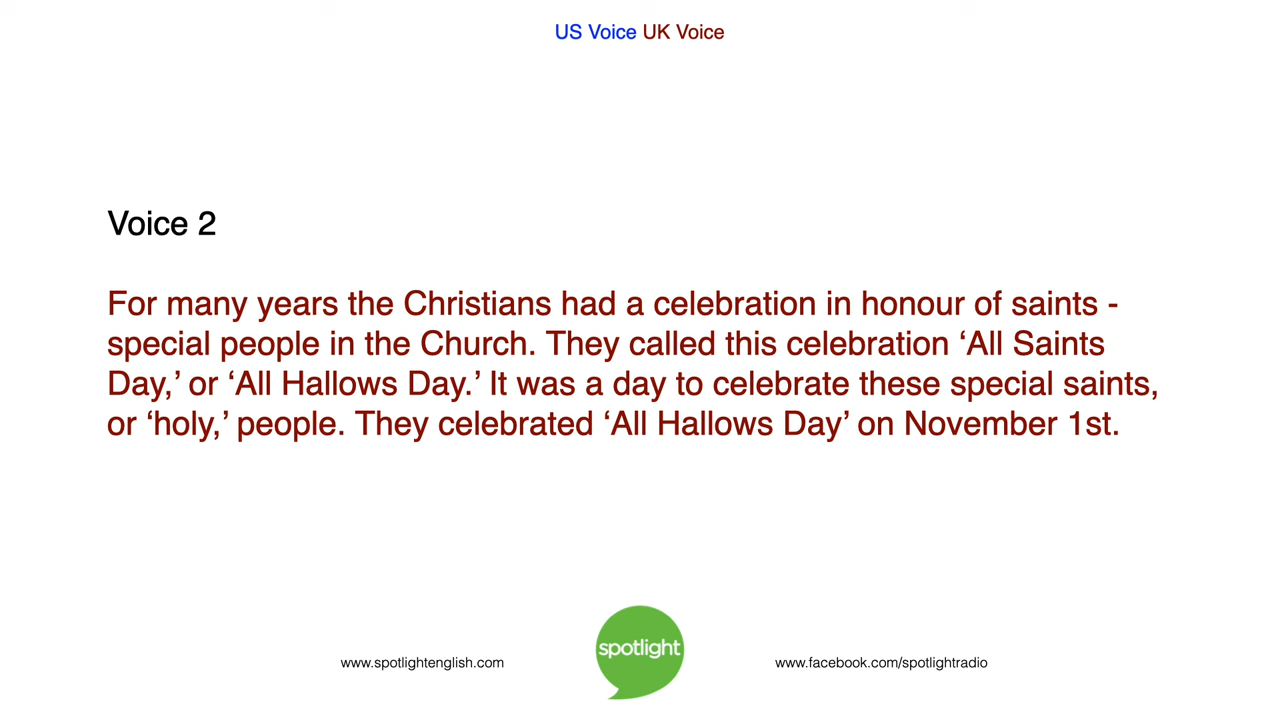 US Voice UK Voice
Voice 2
For many years the Christians had a celebration in honour of saints -
special people in the Church. They called this celebration ‘All Saints
Day,’ or ‘All Hallows Day.’ It was a day to celebrate these special saints,
or ‘holy,’ people. They celebrated ‘All Hallows Day’ on November 1st.
www.spotlightenglish.com
spotlight
www.facebook.com/spotlightradio